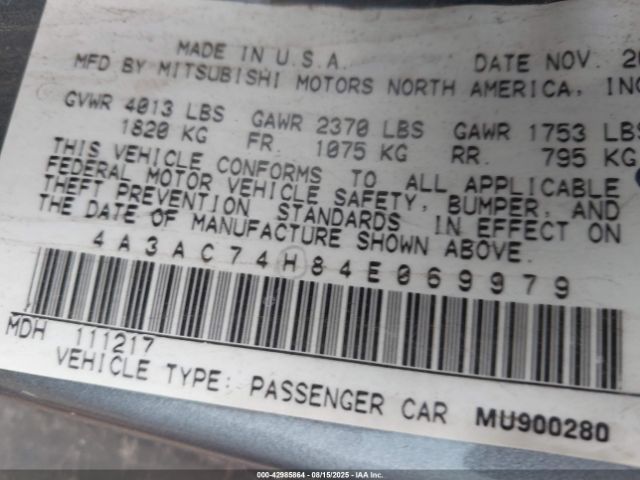 MADE IN U.S.A. DATE NOV. 20
MFD BY MITSUBISHI MOTORS NORTH AMERICA, INC
GVWR 4013 LBS GAWR 2370 LBS GAWR 1753 LBS
1820 KG FR. 1075 KG RR. 795 KG
THIS VEHICLE CONFORMS TO ALL APPLICABLE
FEDERAL MOTOR VEHICLE SAFETY, BUMPER, AND
THEFT PREVENTION STANDARDS IN EFFECT ON
THE DATE OF MANUFACTURE SHOWN ABOVE.
4A3AC74H84E069979
MDH 111217
VEHICLE TYPE: PASSENGER CAR MU900280
000-42985864 - 08/15/2025 - IAA Inc.